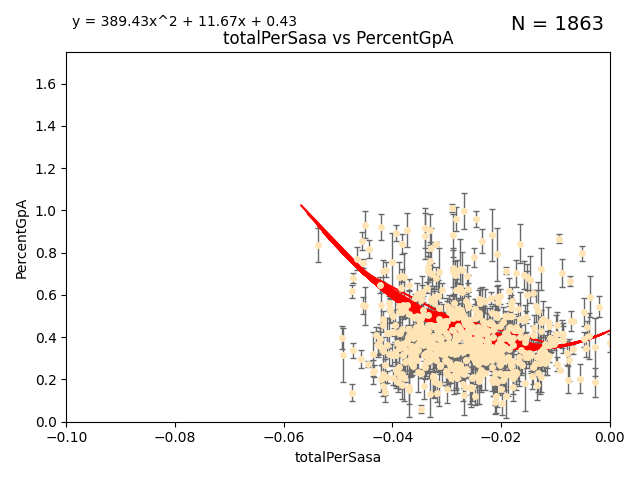 y = 389.43x^2 + 11.67x + 0.43
N = 1863
totalPerSasa vs PercentGpA
1.6
1.4
1.2
1.0
0.8
0.6
0.4
0.2
0.0
PercentGpA
−0.10 −0.08 −0.06 −0.04 −0.02 0.00
totalPerSasa